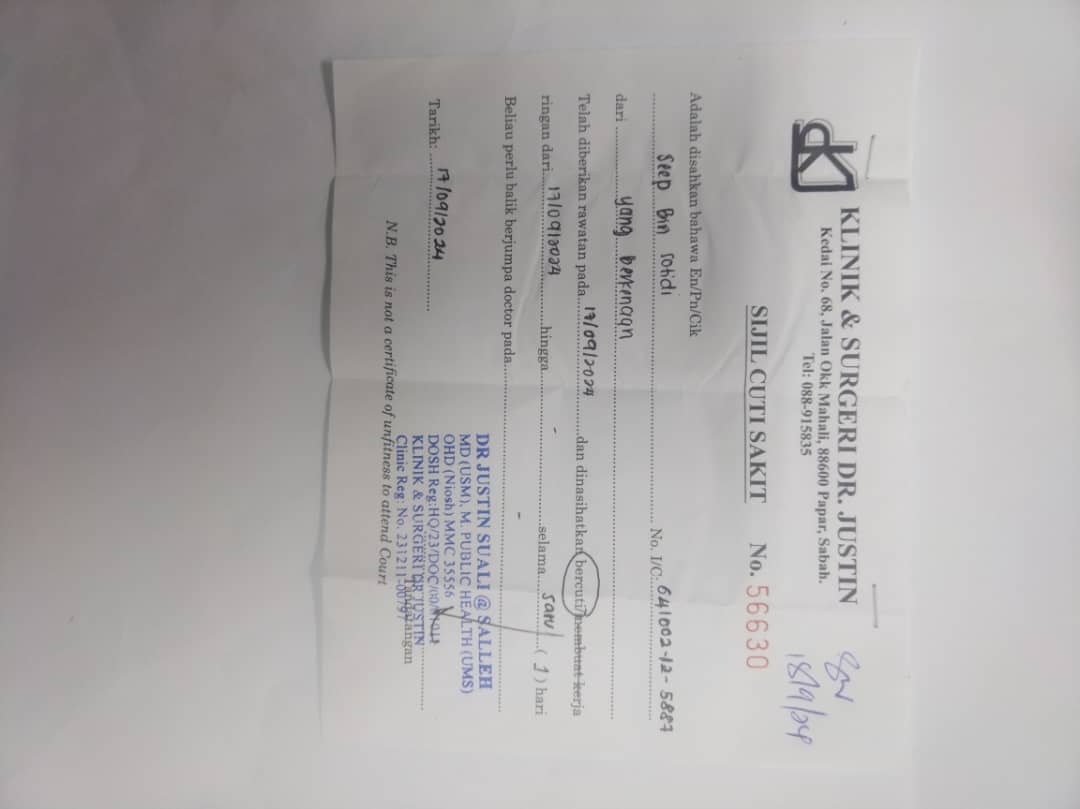 KLINIK & SURGERI DR. JUSTIN
Kedai No. 68, Jalan Okk Mahali, 88600 Papar, Sabah.
Tel: 088-915835
18/9/24
SIJIL CUTI SAKIT No. 56630
Adalah disahkan bahawa En/Pn/Cik
Seep Bin Sotidi No. I/C: 641002-12-5887
dari yang berkenaan
Telah diberikan rawatan pada 17/09/2024 dan dinasihatkan bercuti/membuat kerja
ringan dari 17/09/2024 hingga - selama satu (1) hari
Beliau perlu balik berjumpa doctor pada -
DR JUSTIN SUALI @ SALLEH
MD (USM), M. PUBLIC HEALTH (UMS)
OHD (Niosh) MMC 35556
DOSH Reg:HQ/23/DOC/00/
Tarikh: 17/09/2024
KLINIK & SURGERI DR JUSTIN
Tandatangan
Clinic Reg: No. 231211-00797
N.B. This is not a certificate of unfitness to attend Court